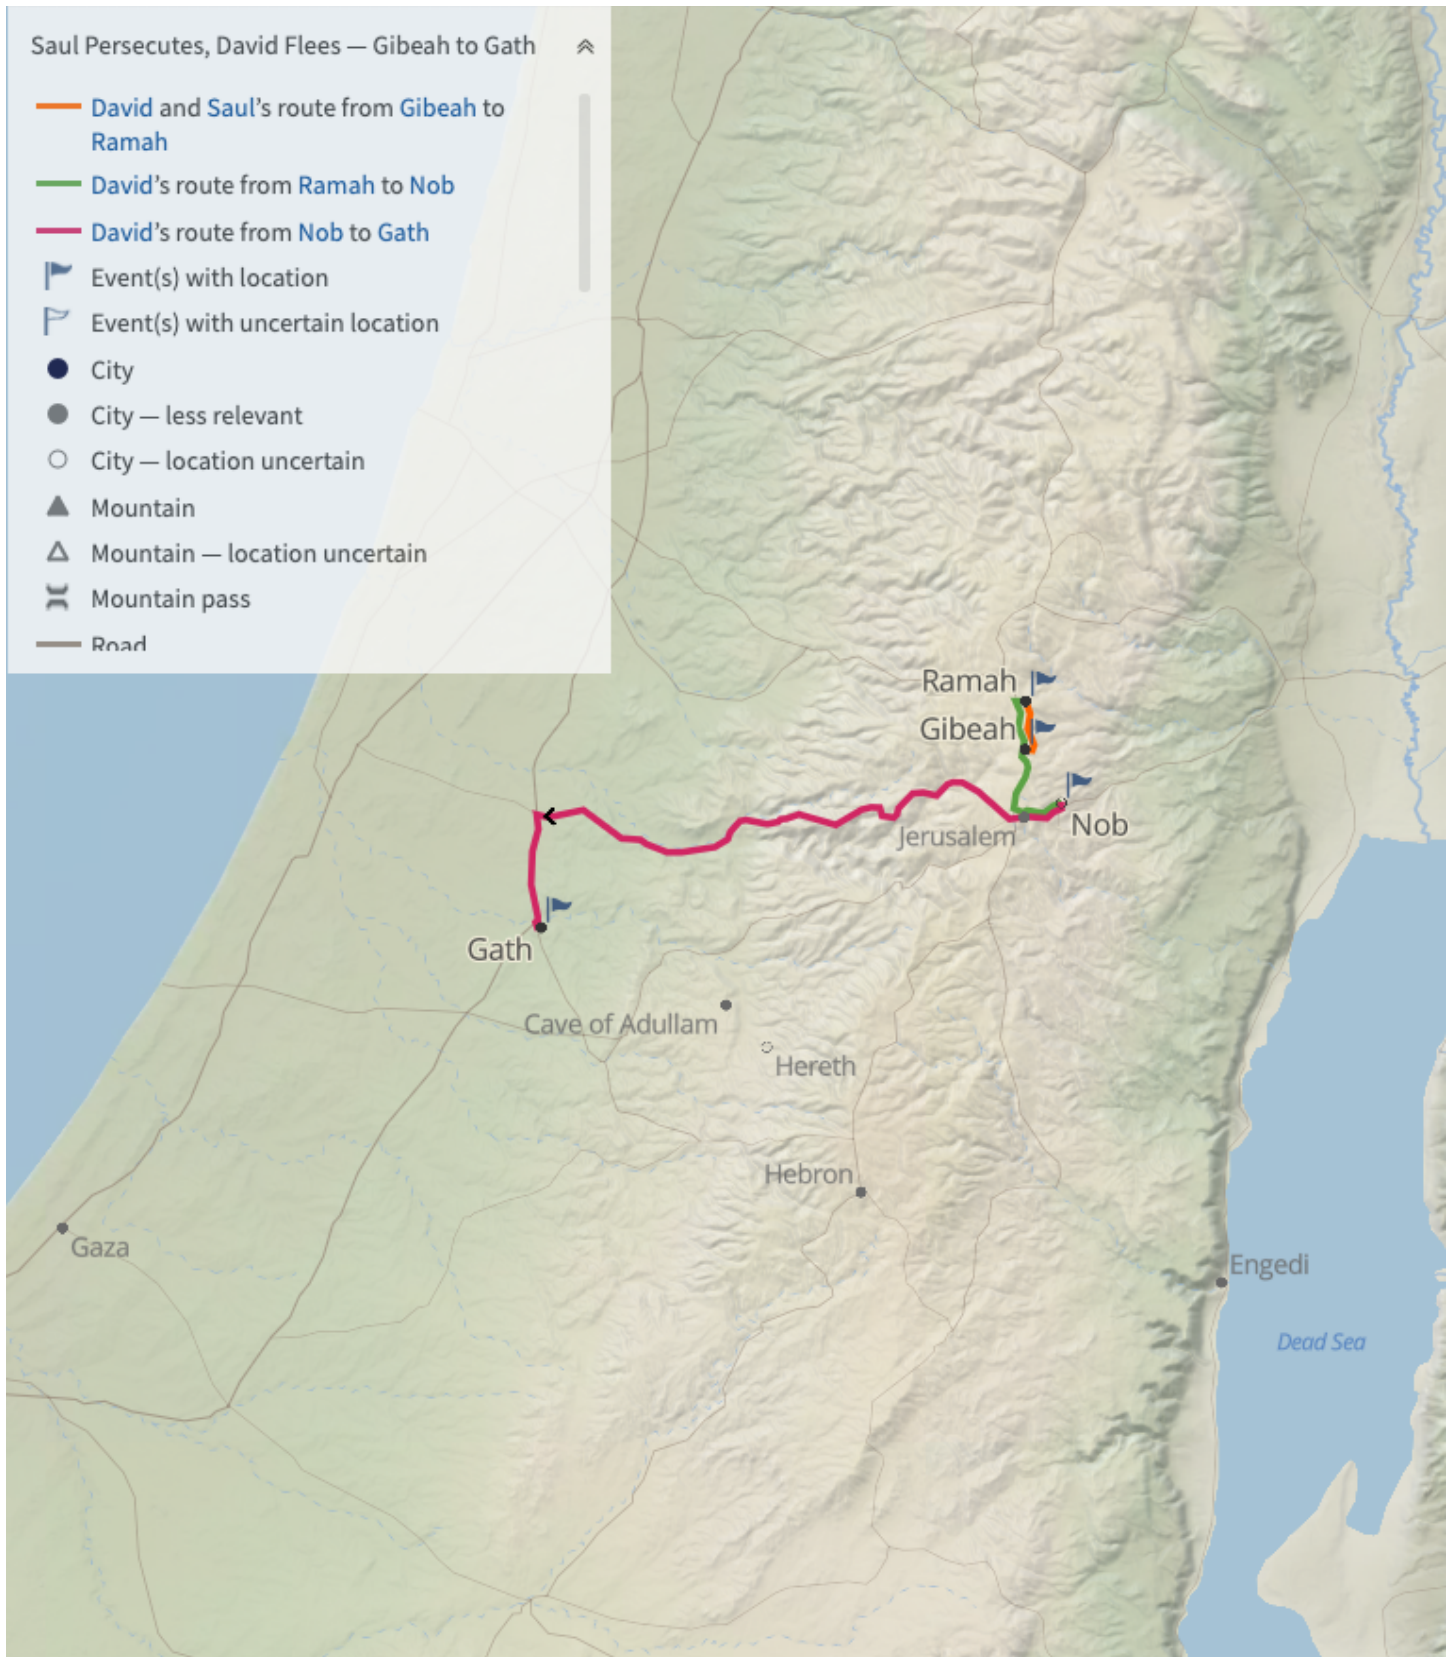 Saul Persecutes, David Flees — Gibeah to Gath
David and Saul’s route from Gibeah to
Ramah
David’s route from Ramah to Nob
David’s route from Nob to Gath
Event(s) with location
Event(s) with uncertain location
City
City — less relevant
City — location uncertain
Mountain
Mountain — location uncertain
Mountain pass
Road
Ramah
Gibeah
Nob
Jerusalem
Gath
Cave of Adullam
Hereth
Hebron
Gaza
Engedi
Dead Sea